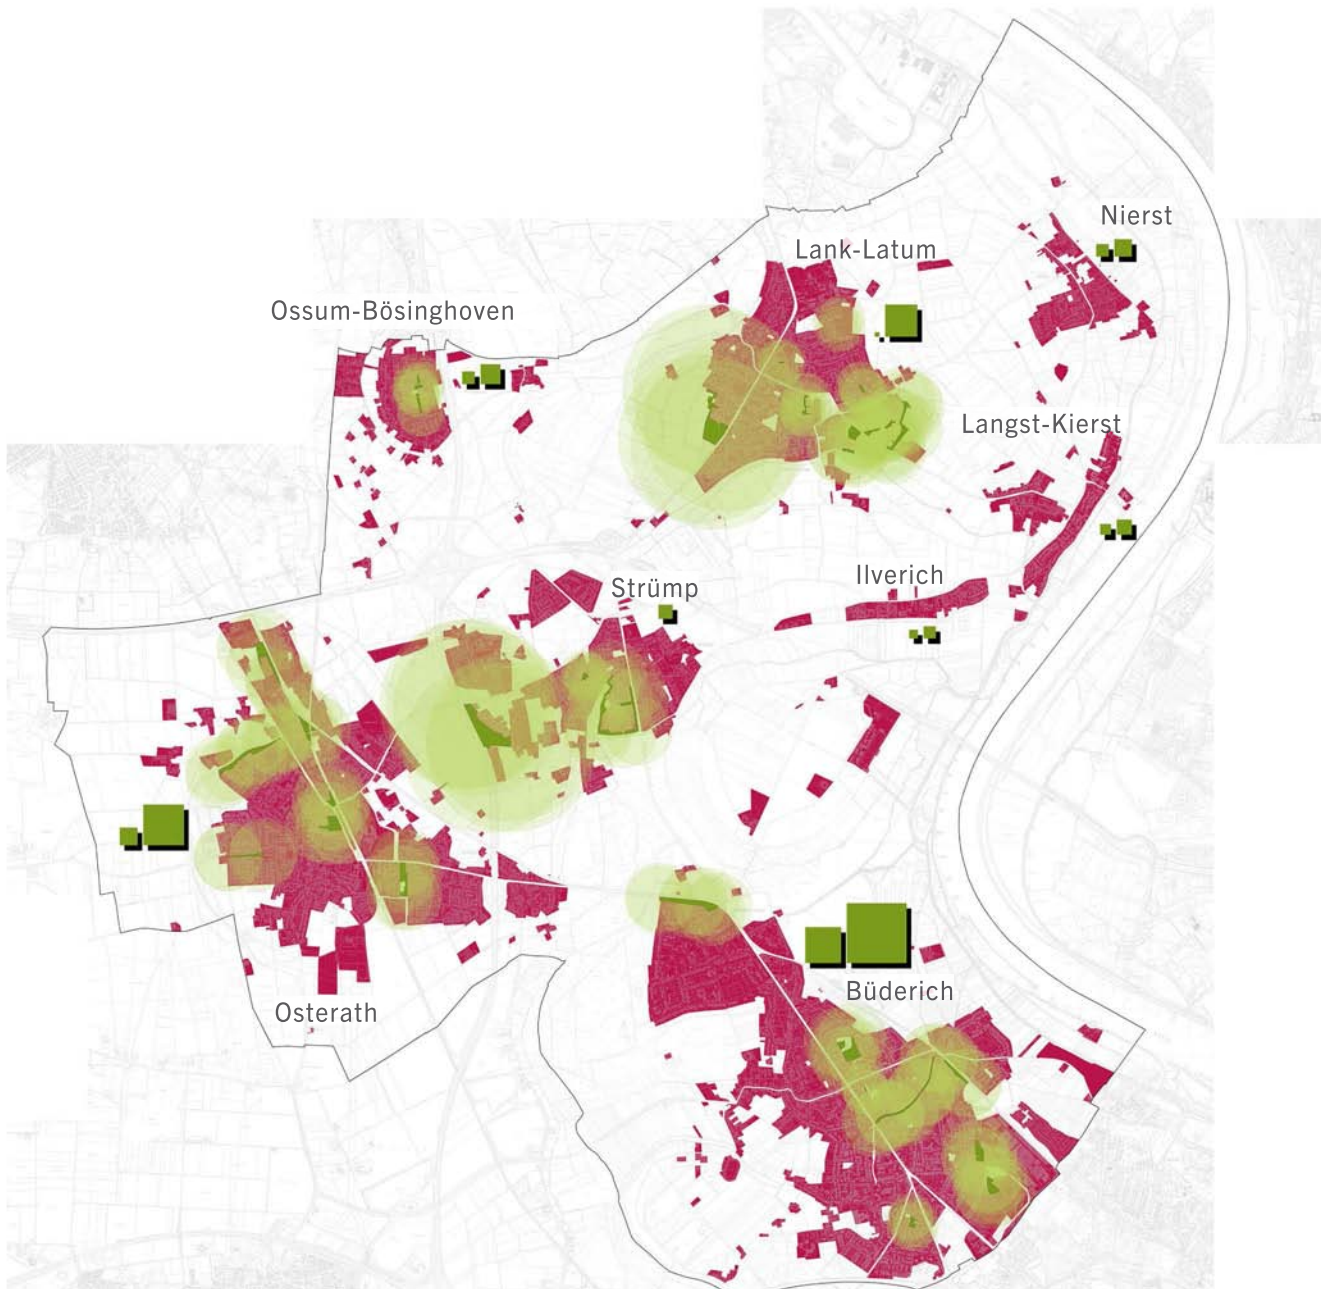 Nierst
Lank-Latum
Ossum-Bösinghoven
Langst-Kierst
Ilverich
Strümp
Büderich
Osterath